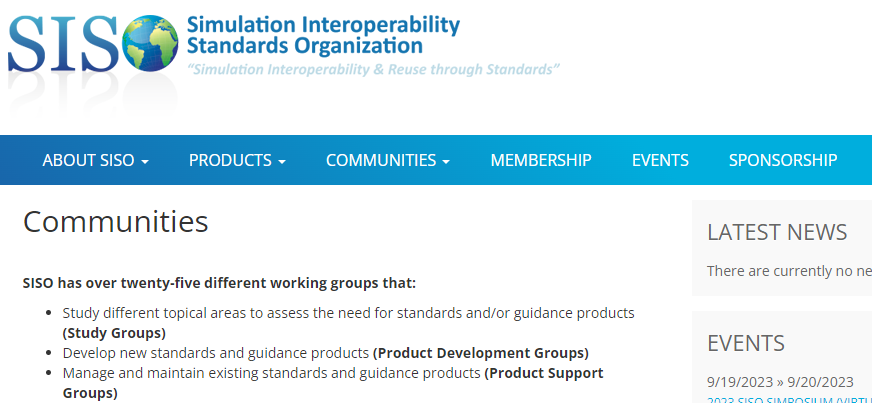 SISO
Simulation Interoperability
Standards Organization
“Simulation Interoperability & Reuse through Standards”
ABOUT SISO PRODUCTS COMMUNITIES MEMBERSHIP EVENTS SPONSORSHIP
Communities
SISO has over twenty-five different working groups that:
• Study different topical areas to assess the need for standards and/or guidance products
(Study Groups)
• Develop new standards and guidance products (Product Development Groups)
• Manage and maintain existing standards and guidance products (Product Support
Groups)
LATEST NEWS
There are currently no ne
EVENTS
9/19/2023 » 9/20/2023
2023 SISO SIMPOSIUM (VIRTU